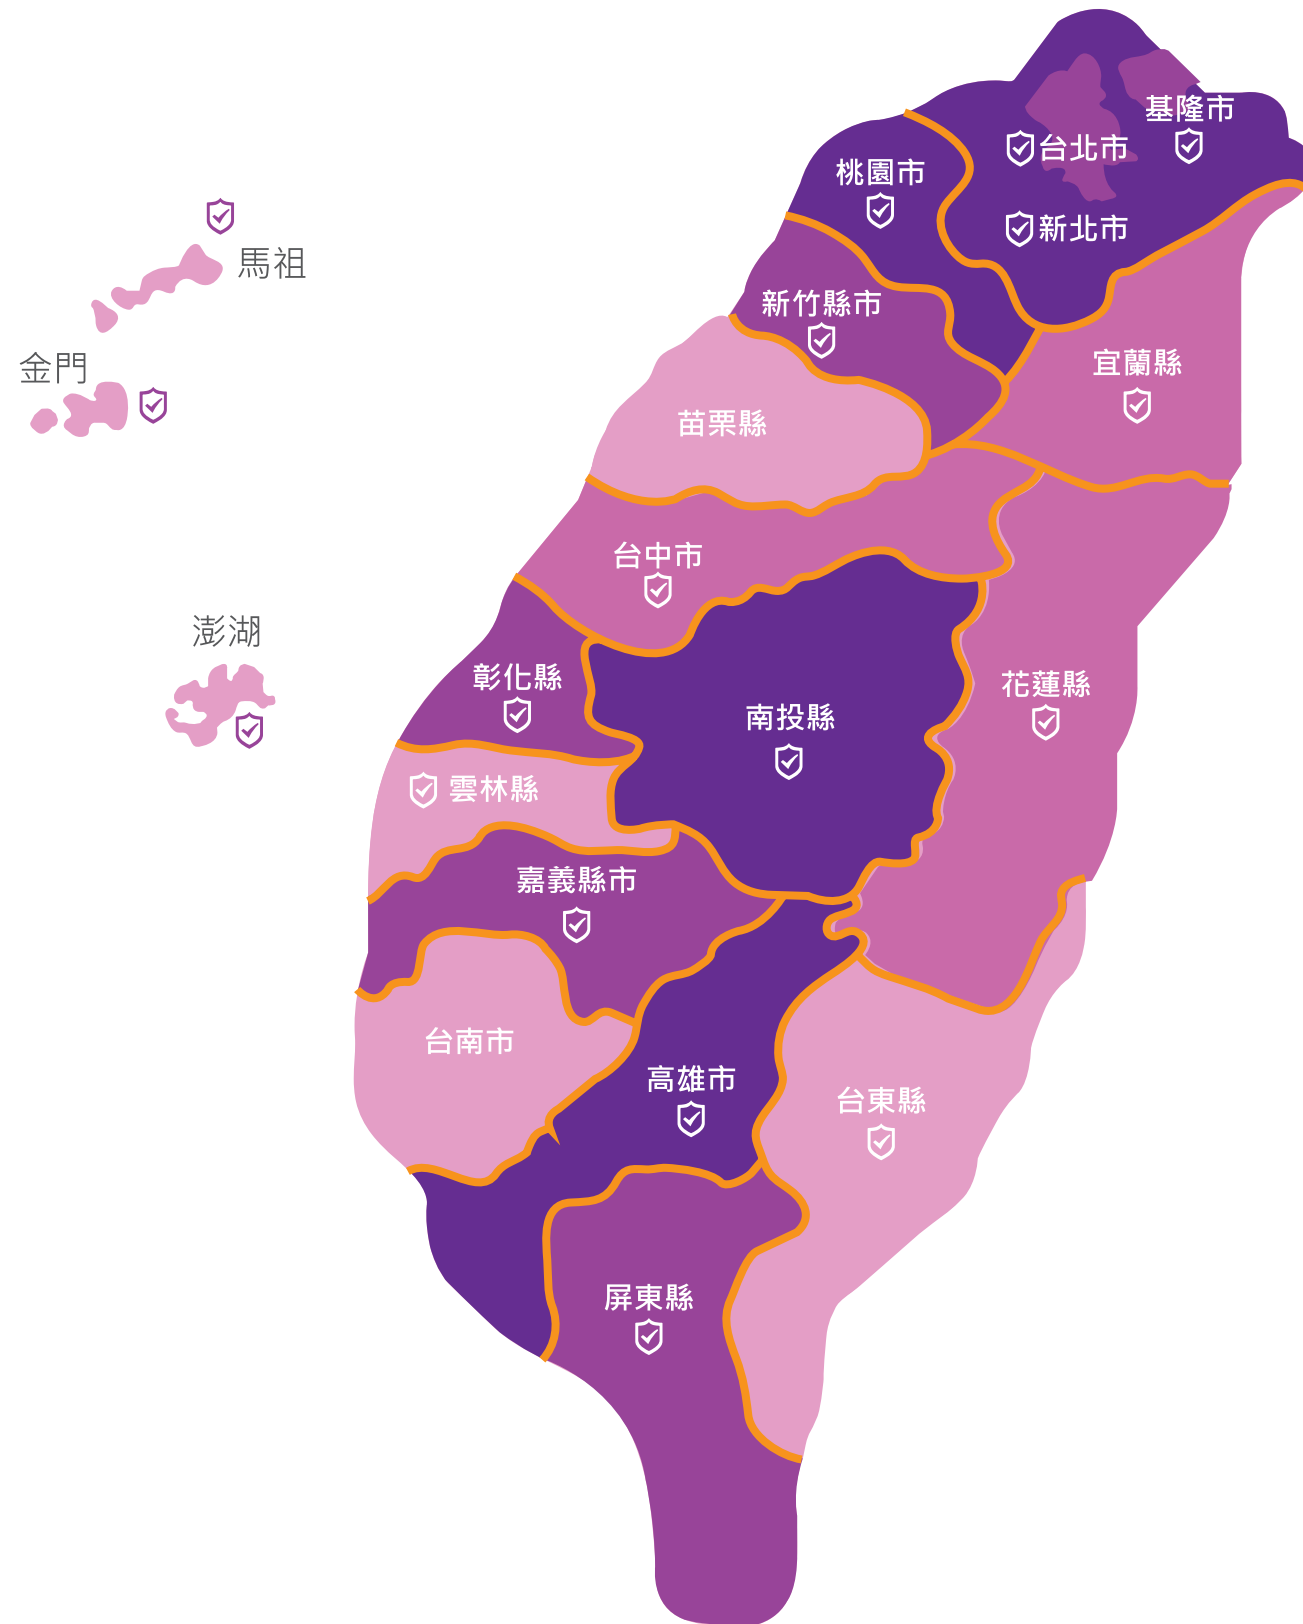 基隆市
台北市
桃園市
新北市
馬祖
新竹縣市
宜蘭縣
金門
苗栗縣
台中市
澎湖
彰化縣
花蓮縣
南投縣
雲林縣
嘉義縣市
台南市
高雄市
台東縣
屏東縣